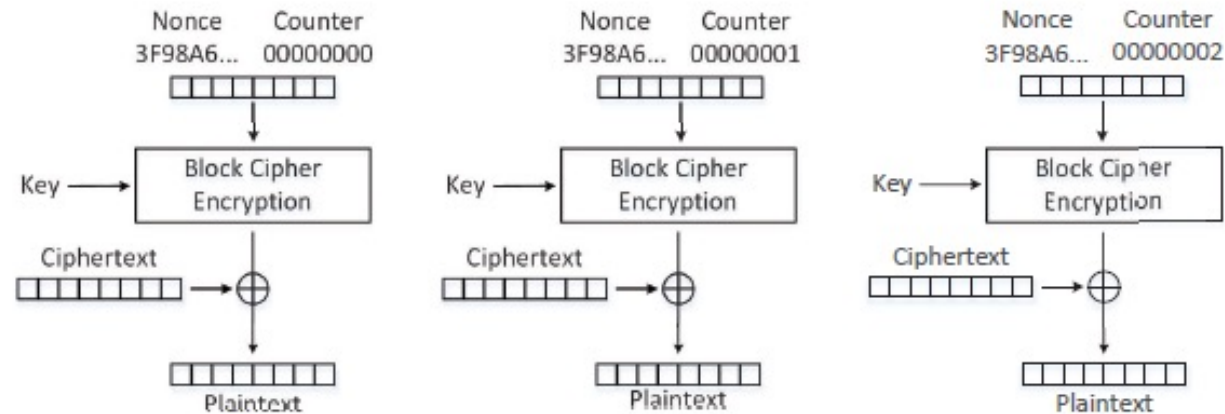 Nonce Counter
3F98A6... 00000000
Key
Block Cipher
Encryption
Ciphertext
Plaintext
Nonce Counter
3F98A6... 00000001
Key
Block Cipher
Encryption
Ciphertext
Plaintext
Nonce Counter
3F98A6... 00000002
Key
Block Cipher
Encryption
Ciphertext
Plaintext